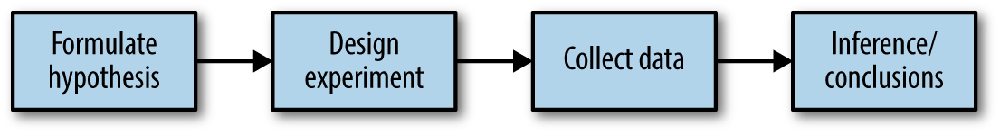 Formulate
hypothesis
Design
experiment
Collect data
Inference/
conclusions